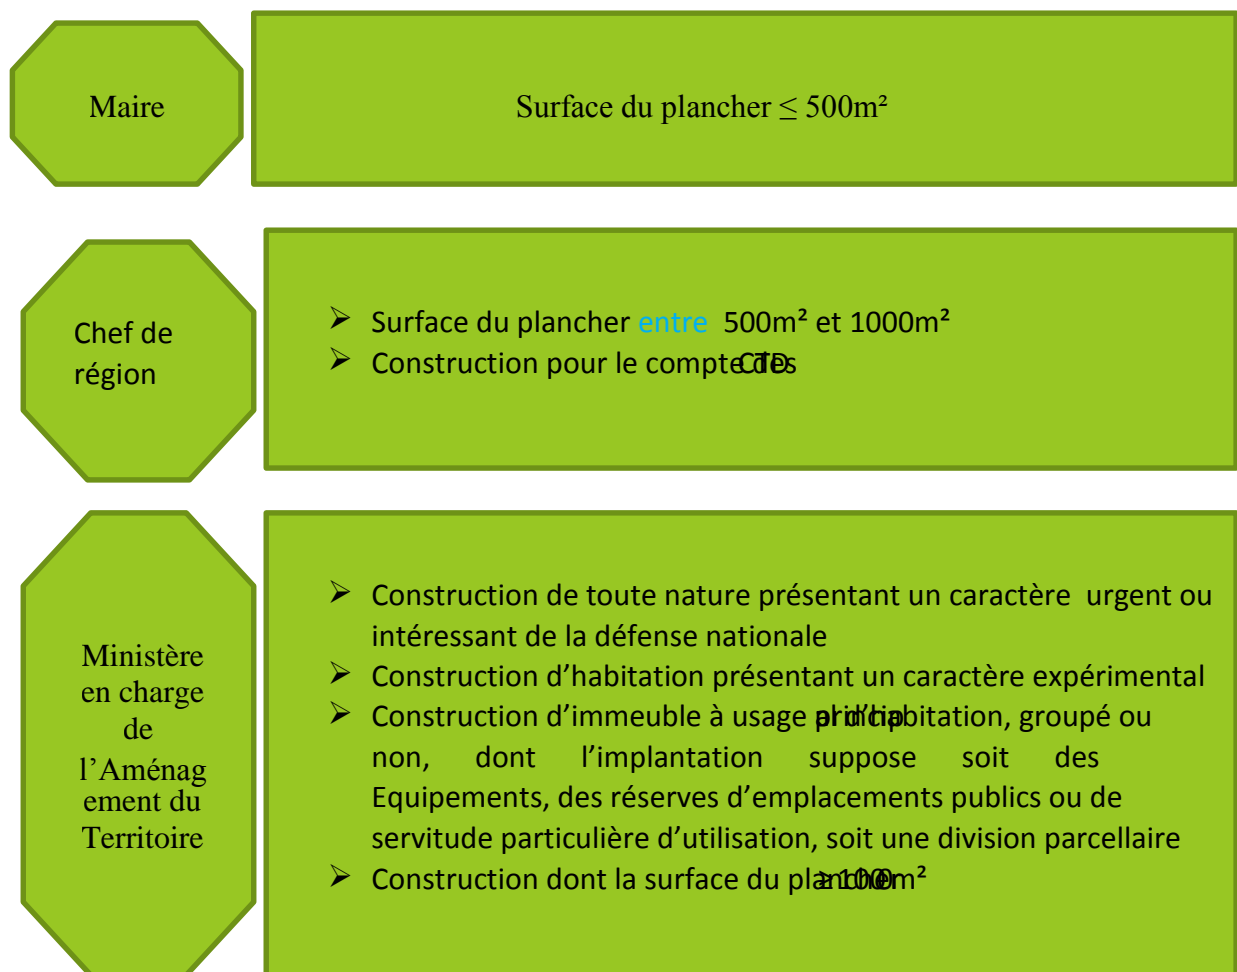 Maire
Surface du plancher ≤ 500m²
Chef de
région
➢ Surface du plancher entre 500m² et 1000m²
➢ Construction pour le compte des CTD
Ministère
en charge
de
l’Aménag
ement du
Territoire
➢ Construction de toute nature présentant un caractère urgent ou
intéressant de la défense nationale
➢ Construction d’habitation présentant un caractère expérimental
➢ Construction d’immeuble à usage principal d’habitation, groupé ou
non, dont l’implantation suppose soit des
Equipements, des réserves d’emplacements publics ou de
servitude particulière d’utilisation, soit une division parcellaire
➢ Construction dont la surface du plancher m²